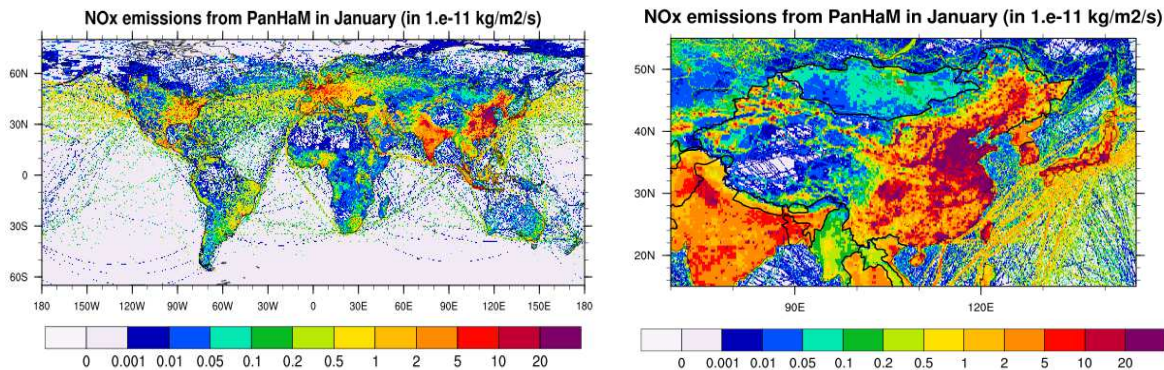 NOx emissions from PanHaM in January (in 1.e-11 kg/m2/s)
60N
30N
0
30S
60S
180 150W 120W 90W 60W 30W 0 30E 60E 90E 120E 150E 180
0 0.001 0.01 0.05 0.1 0.2 0.5 1 2 5 10 20
NOx emissions from PanHaM in January (in 1.e-11 kg/m2/s)
50N
40N
30N
20N
90E 120E
0 0.001 0.01 0.05 0.1 0.2 0.5 1 2 5 10 20